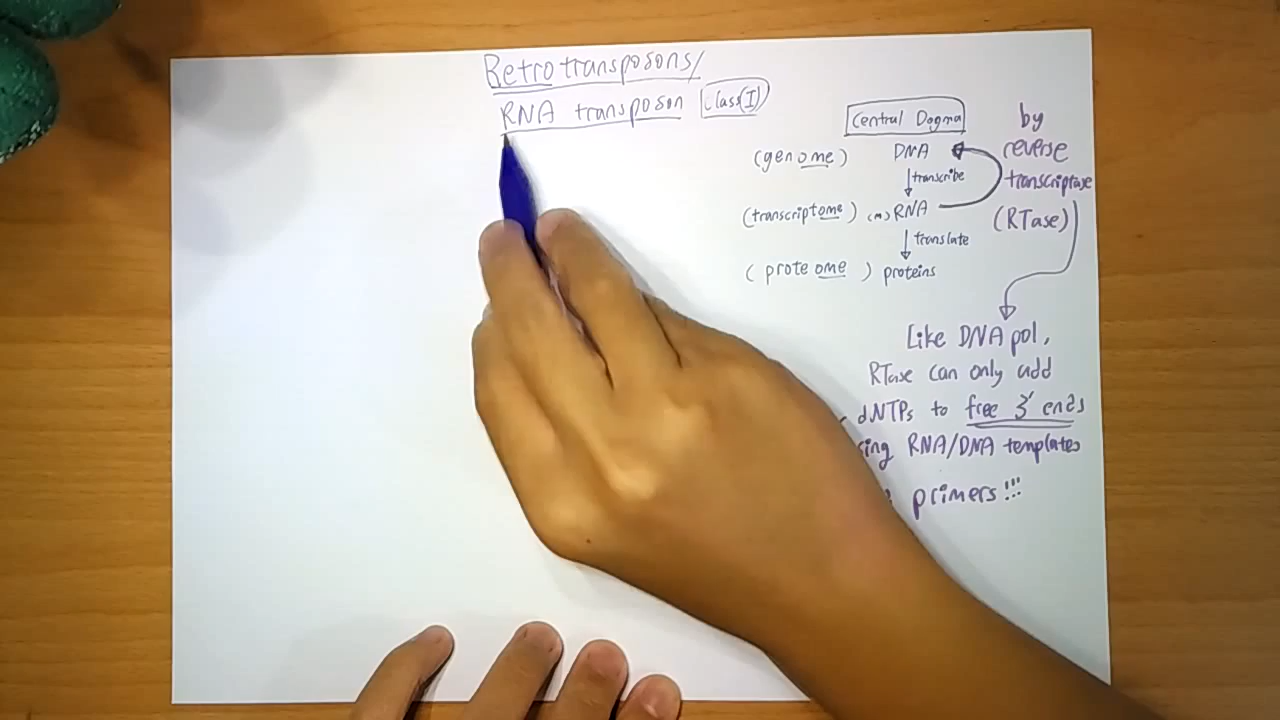 Retrotransposons/
RNA transposon class(I)
Central Dogma
(genome) DNA
transcribe
(transcriptome) (m)RNA
translate
(proteome) proteins
by
reverse
transcriptase
(RTase)
Like DNA pol,
RTase can only add
dNTPs to free 3' ends
RNA/DNA templates
primers!!!